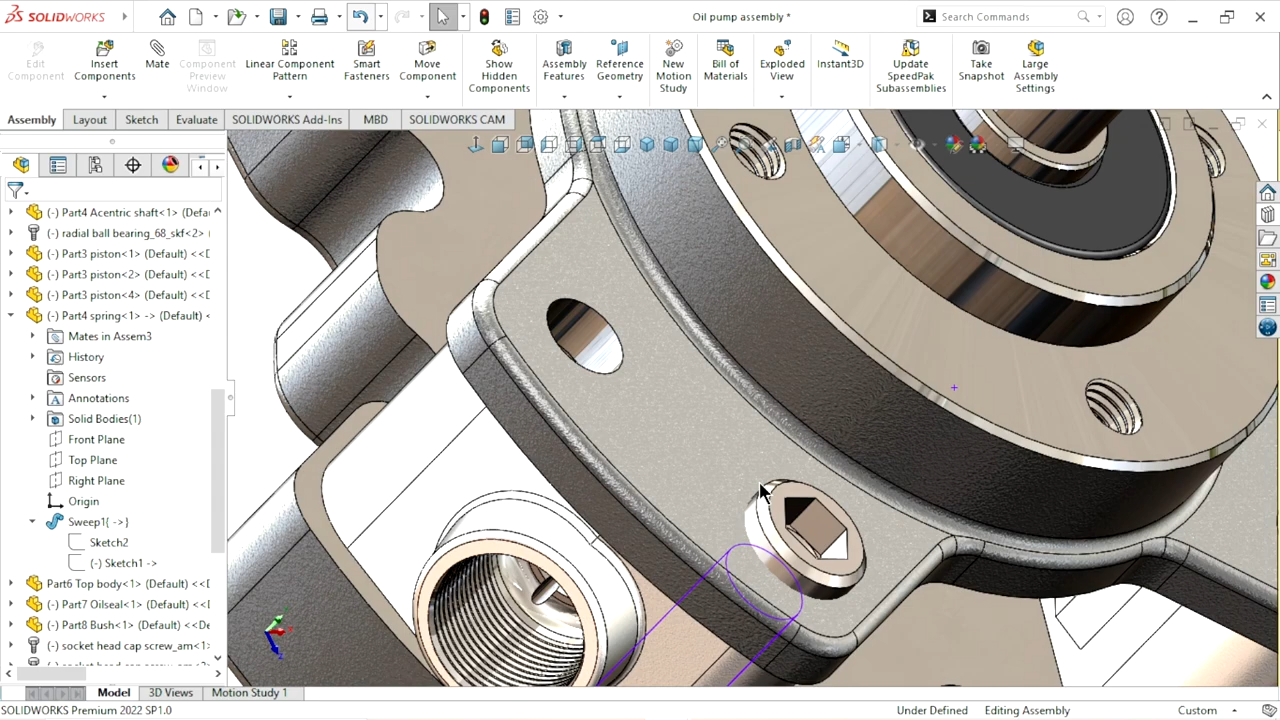 SOLIDWORKS
Oil pump assembly *
Search Commands
Edit Component
Insert Components
Mate
Component Preview Window
Linear Component Pattern
Smart Fasteners
Move Component
Show Hidden Components
Assembly Features
Reference Geometry
New Motion Study
Bill of Materials
Exploded View
Instant3D
Update SpeedPak Subassemblies
Take Snapshot
Large Assembly Settings
Assembly
Layout
Sketch
Evaluate
SOLIDWORKS Add-Ins
MBD
SOLIDWORKS CAM
(-) Part4 Acentric shaft<1> (Defau
(-) radial ball bearing_68_skf<2>
(-) Part3 piston<1> (Default) <<D
(-) Part3 piston<2> (Default) <<D
(-) Part3 piston<4> (Default) <<D
(-) Part4 spring<1> -> (Default) <
Mates in Assem3
History
Sensors
Annotations
Solid Bodies(1)
Front Plane
Top Plane
Right Plane
Origin
Sweep1{ ->}
Sketch2
(-) Sketch1 ->
Part6 Top body<1> (Default) <<D
(-) Part7 Oilseal<1> (Default) <<D
(-) Part8 Bush<1> (Default) <<De
(-) socket head cap screw_am<1>
Model
3D Views
Motion Study 1
SOLIDWORKS Premium 2022 SP1.0
Under Defined
Editing Assembly
Custom